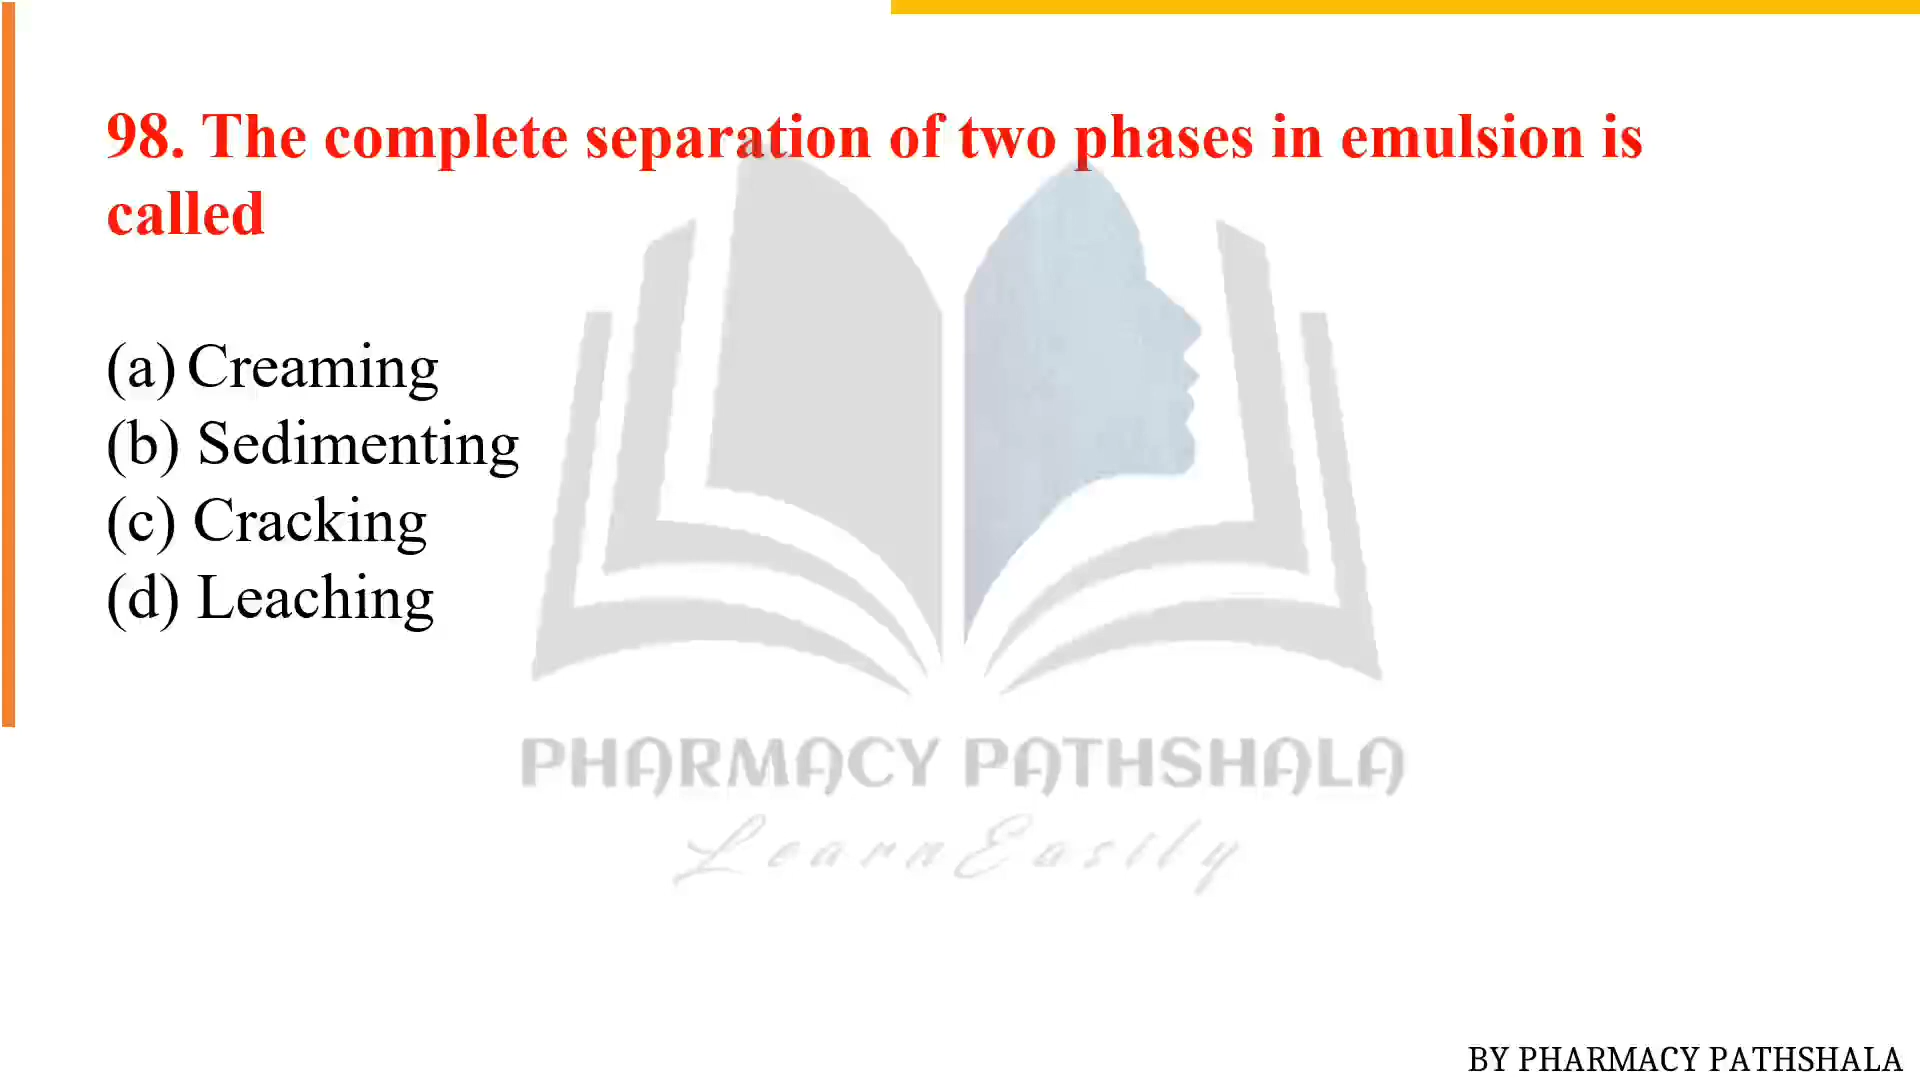 98. The complete separation of two phases in emulsion is
called
(a) Creaming
(b) Sedimenting
(c) Cracking
(d) Leaching
PHARMACY PATHSHALA
Learn Easily
BY PHARMACY PATHSHALA